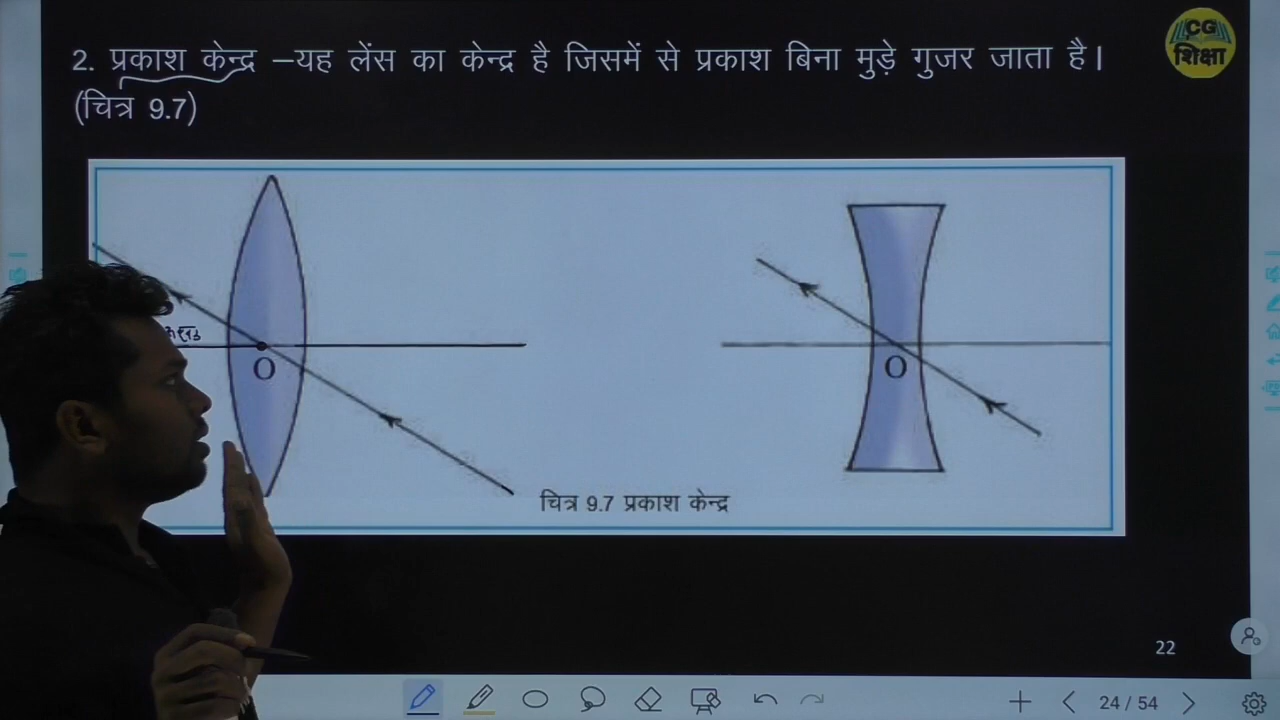 2. प्रकाश केन्द्र –यह लेंस का केन्द्र है जिसमें से प्रकाश बिना मुड़े गुजर जाता है।
(चित्र 9.7)
CG
शिक्षा
O
O
चित्र 9.7 प्रकाश केन्द्र
22
24 / 54